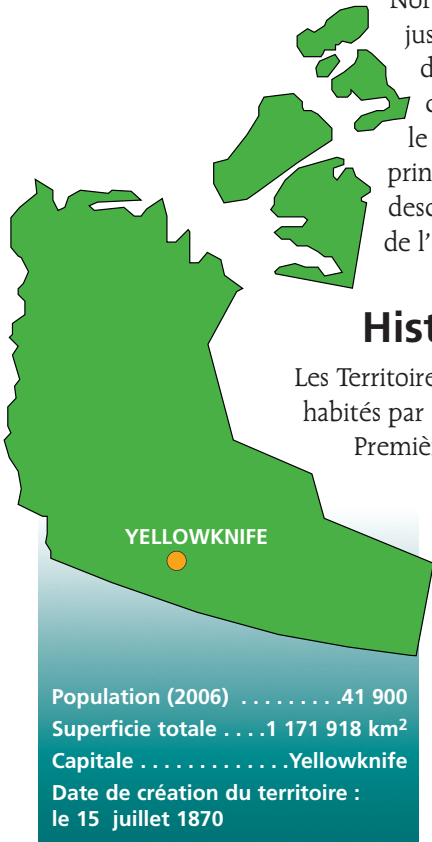 jus
d
le
prin
desc
de l'
Hist
Les Territoire
habités par
Premiè
YELLOWKNIFE
Population (2006) . . . . . . . . .41 900
Superficie totale . . . .1 171 918 km²
Capitale . . . . . . . . . . . . .Yellowknife
Date de création du territoire :
le 15 juillet 1870